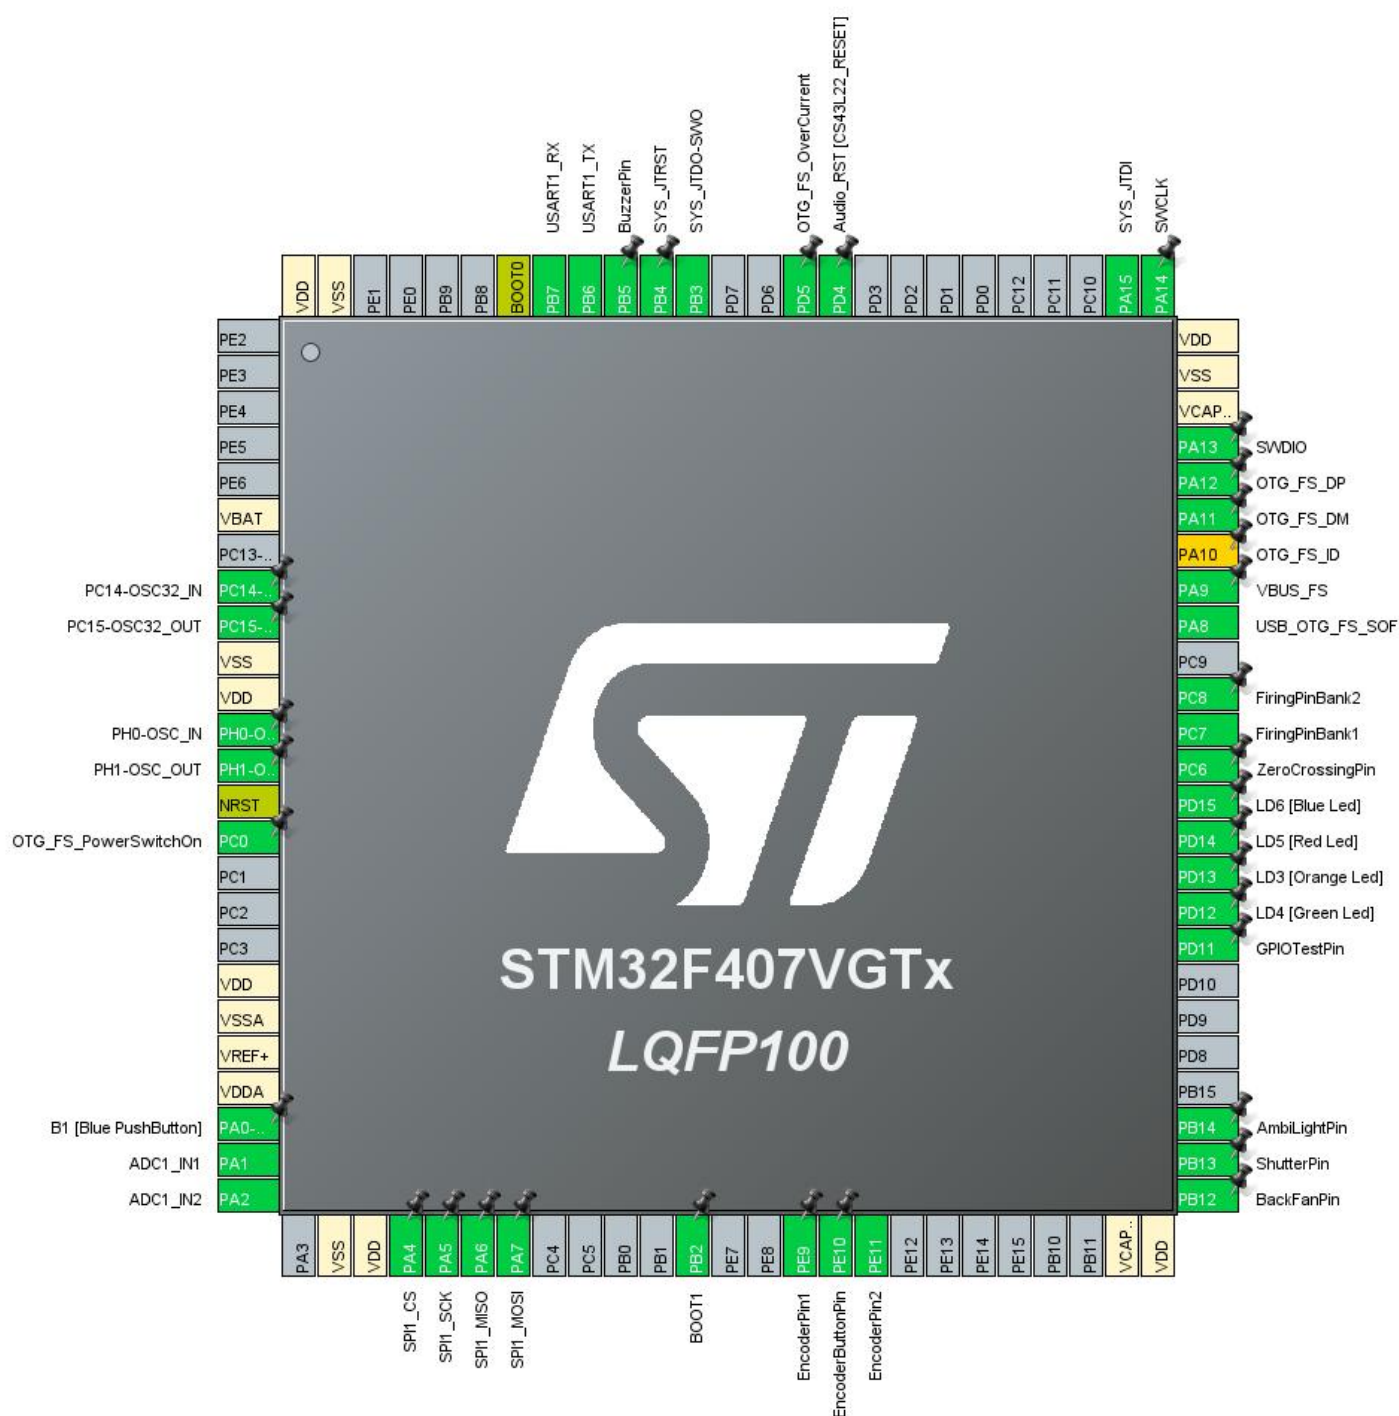 USART1_RX
USART1_TX
BuzzerPin
SYS_JTRST
SYS_JTDO-SWO
OTG_FS_OverCurrent
Audio_RST [CS43L22_RESET]
SYS_JTDI
SWCLK
VDD
VSS
PE1
PE0
PB9
PB8
BOOT0
PB7
PB6
PB5
PB4
PB3
PD7
PD6
PD5
PD4
PD3
PD2
PD1
PD0
PC12
PC11
PC10
PA15
PA14
PE2
PE3
PE4
PE5
PE6
VBAT
PC13-..
PC14-OSC32_IN PC14-..
PC15-OSC32_OUT PC15-..
VSS
VDD
PH0-OSC_IN PH0-O..
PH1-OSC_OUT PH1-O..
NRST
OTG_FS_PowerSwitchOn PC0
PC1
PC2
PC3
VDD
VSSA
VREF+
VDDA
B1 [Blue PushButton] PA0-..
ADC1_IN1 PA1
ADC1_IN2 PA2
ST
STM32F407VGTx
LQFP100
VDD
VSS
VCAP..
PA13 SWDIO
PA12 OTG_FS_DP
PA11 OTG_FS_DM
PA10 OTG_FS_ID
PA9 VBUS_FS
PA8 USB_OTG_FS_SOF
PC9
PC8 FiringPinBank2
PC7 FiringPinBank1
PC6 ZeroCrossingPin
PD15 LD6 [Blue Led]
PD14 LD5 [Red Led]
PD13 LD3 [Orange Led]
PD12 LD4 [Green Led]
PD11 GPIOTestPin
PD10
PD9
PD8
PB15
PB14 AmbiLightPin
PB13 ShutterPin
PB12 BackFanPin
PA3
VSS
VDD
PA4
PA5
PA6
PA7
PC4
PC5
PB0
PB1
PB2
PE7
PE8
PE9
PE10
PE11
PE12
PE13
PE14
PE15
PB10
PB11
VCAP..
VDD
SPI1_CS
SPI1_SCK
SPI1_MISO
SPI1_MOSI
BOOT1
EncoderPin1
EncoderButtonPin
EncoderPin2